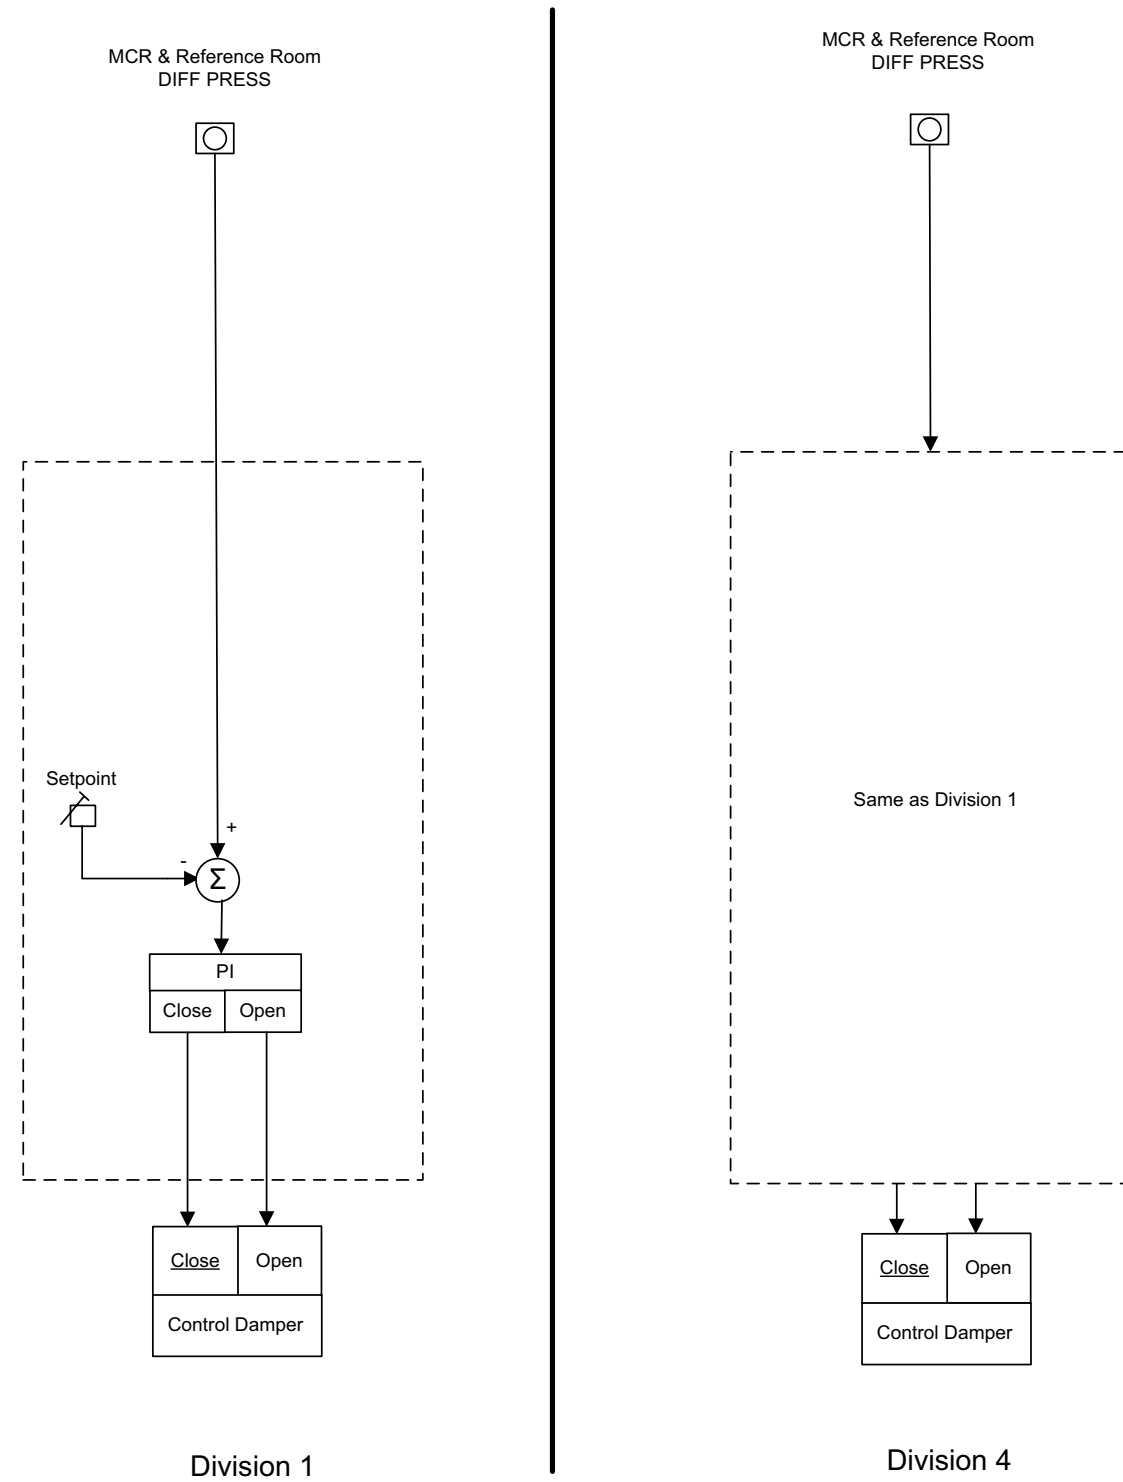 MCR & Reference Room
DIFF PRESS
Setpoint
+
-
Σ
PI
Close
Open
Close
Open
Control Damper
Division 1
MCR & Reference Room
DIFF PRESS
Same as Division 1
Close
Open
Control Damper
Division 4